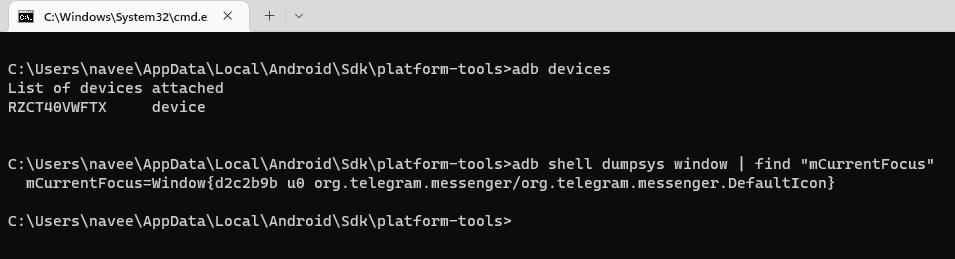 C:\Windows\System32\cmd.e
C:\Users\navee\AppData\Local\Android\Sdk\platform-tools>adb devices
List of devices attached
RZCT40VWFTX     device
C:\Users\navee\AppData\Local\Android\Sdk\platform-tools>adb shell dumpsys window | find "mCurrentFocus"
  mCurrentFocus=Window{d2c2b9b u0 org.telegram.messenger/org.telegram.messenger.DefaultIcon}
C:\Users\navee\AppData\Local\Android\Sdk\platform-tools>